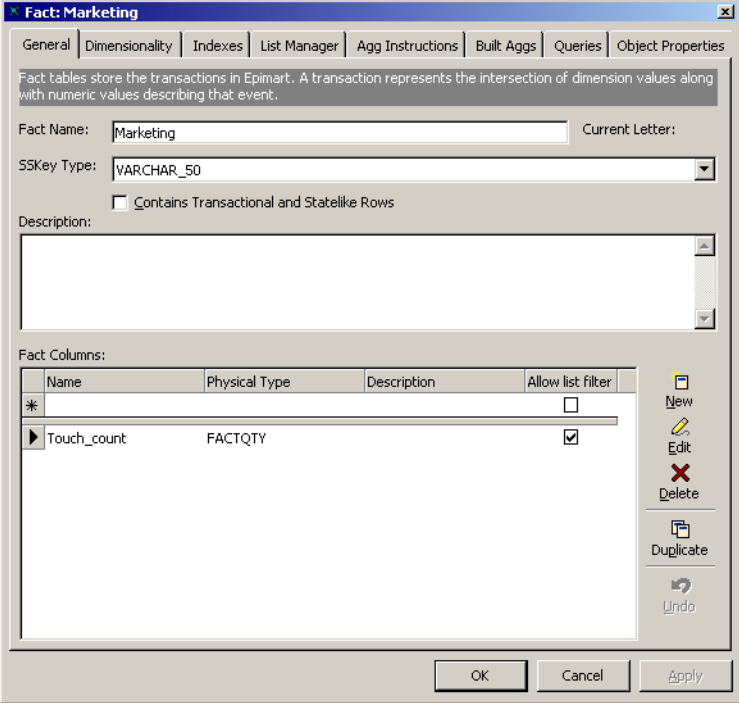 Fact: Marketing
General Dimensionality Indexes List Manager Agg Instructions Built Aggs Queries Object Properties
Fact tables store the transactions in Epimart. A transaction represents the intersection of dimension values along
with numeric values describing that event.
Fact Name: Marketing Current Letter:
SSKey Type: VARCHAR_50
Contains Transactional and Statelike Rows
Description:
Fact Columns:
Name Physical Type Description Allow list filter
Touch_count FACTQTY
New
Edit
Delete
Duplicate
Undo
OK Cancel Apply